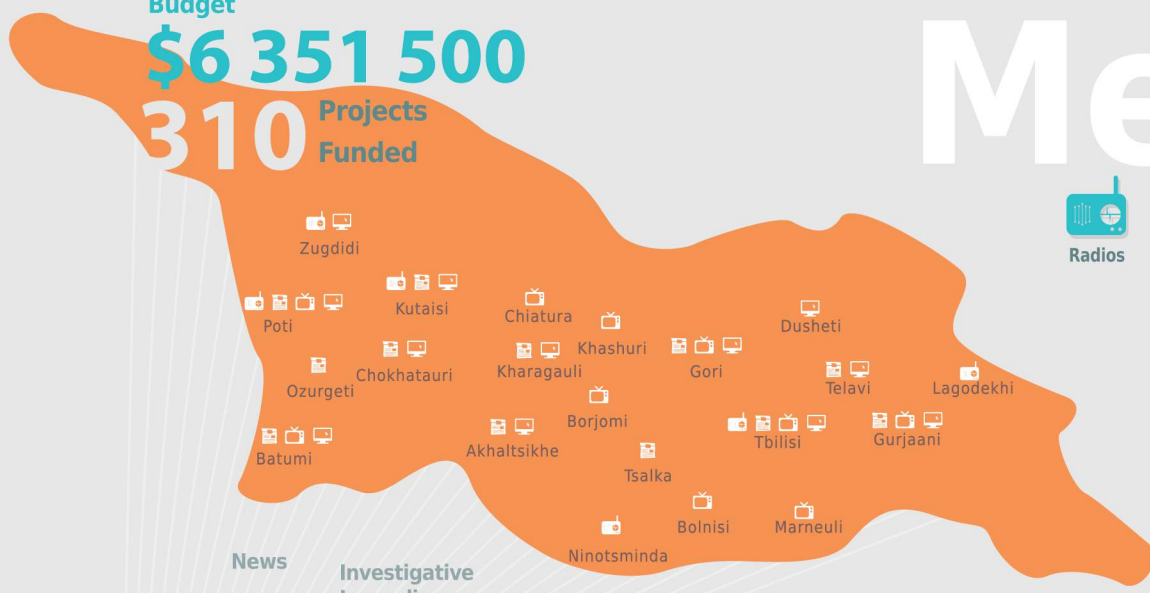 Budget
$6 351 500
310 Projects
Funded
Me
Radios
Zugdidi
Kutaisi
Poti
Chiatura
Khashuri
Dusheti
Chokhatauri
Kharagauli
Gori
Ozurgeti
Telavi
Lagodekhi
Borjomi
Batumi
Akhaltsikhe
Tbilisi
Gurjaani
Tsalka
Bolnisi
Marneuli
Ninotsminda
News
Investigative